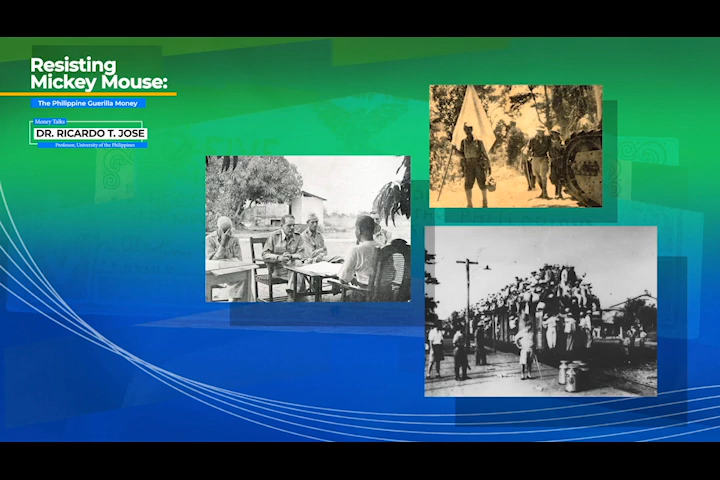 Resisting
Mickey Mouse:
The Philippine Guerilla Money
Money Talks
DR. RICARDO T. JOSE
Professor, University of the Philippines